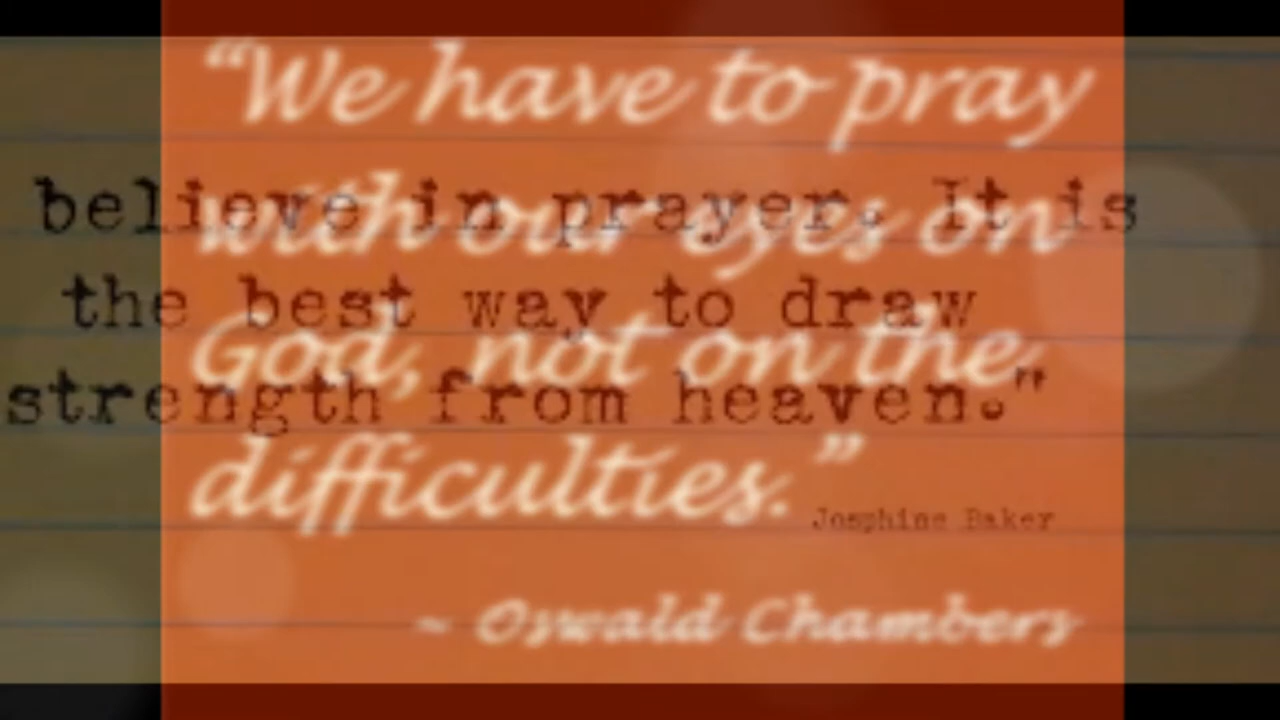 “We have to pray
with our eyes on
God, not on the
difficulties.”
~ Oswald Chambers
believe in prayer. It is
the best way to draw
strength from heaven."
Josphine Baker